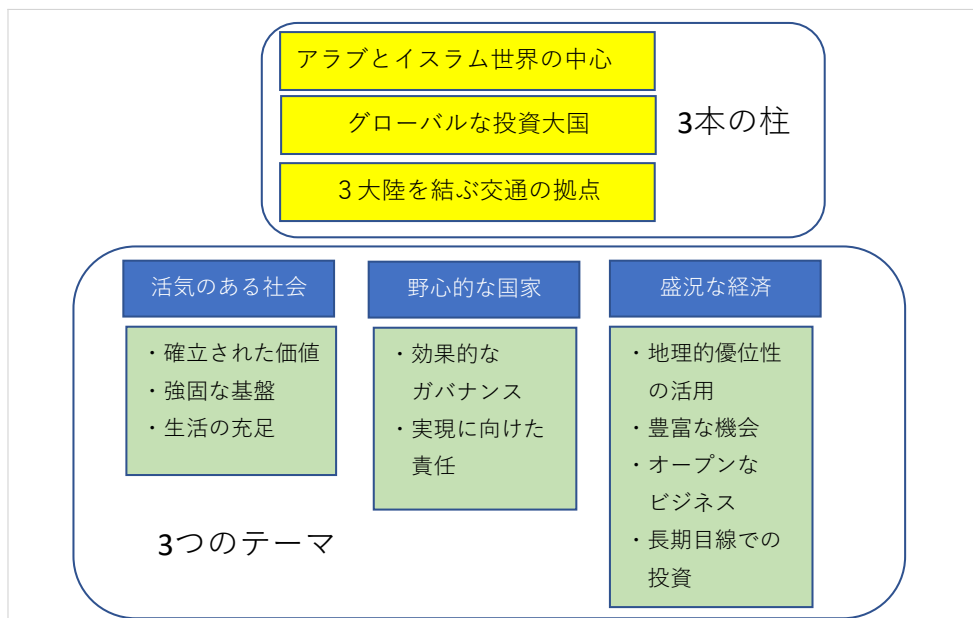 アラブとイスラム世界の中心
グローバルな投資大国
3本の柱
３大陸を結ぶ交通の拠点
活気のある社会
・確立された価値
・強固な基盤
・生活の充足
野心的な国家
・効果的な
ガバナンス
・実現に向けた
責任
盛況な経済
・地理的優位性
の活用
・豊富な機会
・オープンな
ビジネス
・長期目線での
投資
3つのテーマ